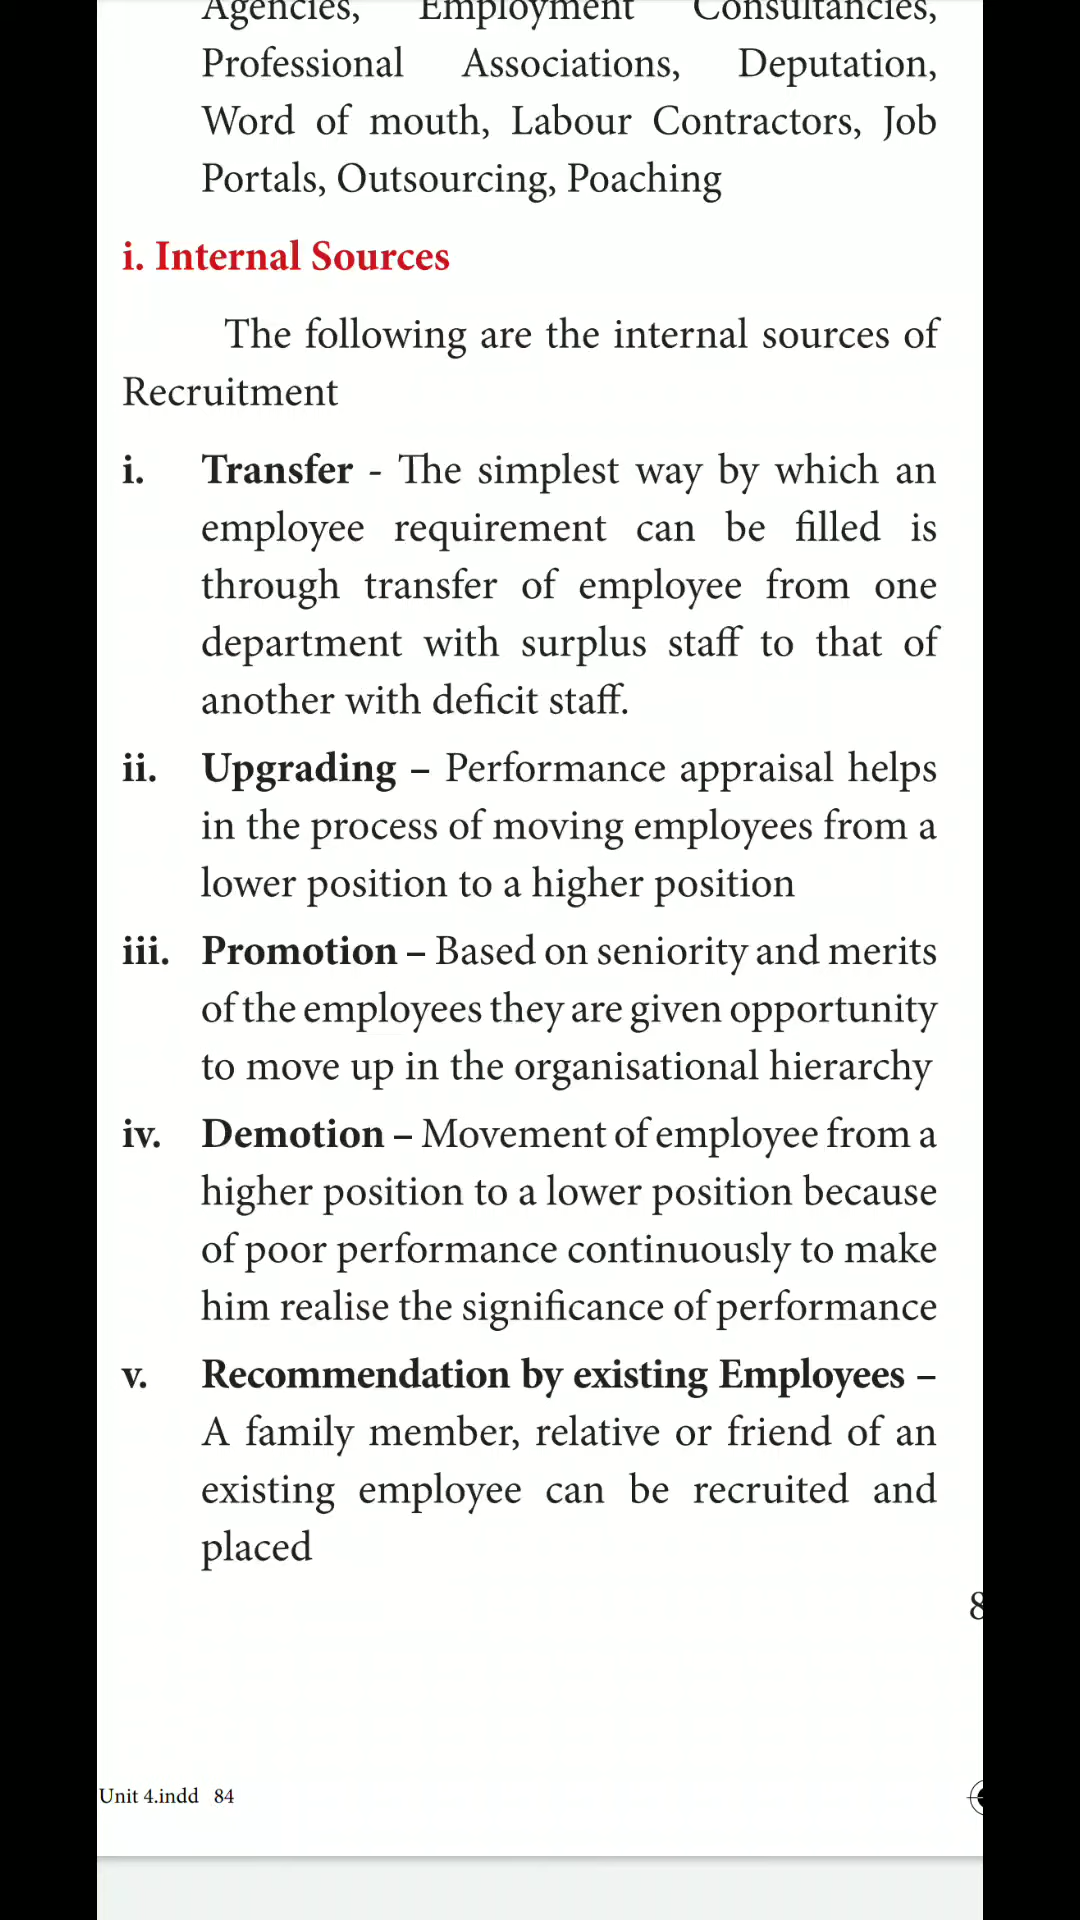 Agencies, Employment Consultancies,
Professional Associations, Deputation,
Word of mouth, Labour Contractors, Job
Portals, Outsourcing, Poaching
i. Internal Sources
The following are the internal sources of
Recruitment
i. Transfer - The simplest way by which an
employee requirement can be filled is
through transfer of employee from one
department with surplus staff to that of
another with deficit staff.
ii. Upgrading – Performance appraisal helps
in the process of moving employees from a
lower position to a higher position
iii. Promotion – Based on seniority and merits
of the employees they are given opportunity
to move up in the organisational hierarchy
iv. Demotion – Movement of employee from a
higher position to a lower position because
of poor performance continuously to make
him realise the significance of performance
v. Recommendation by existing Employees –
A family member, relative or friend of an
existing employee can be recruited and
placed
8
Unit 4.indd 84